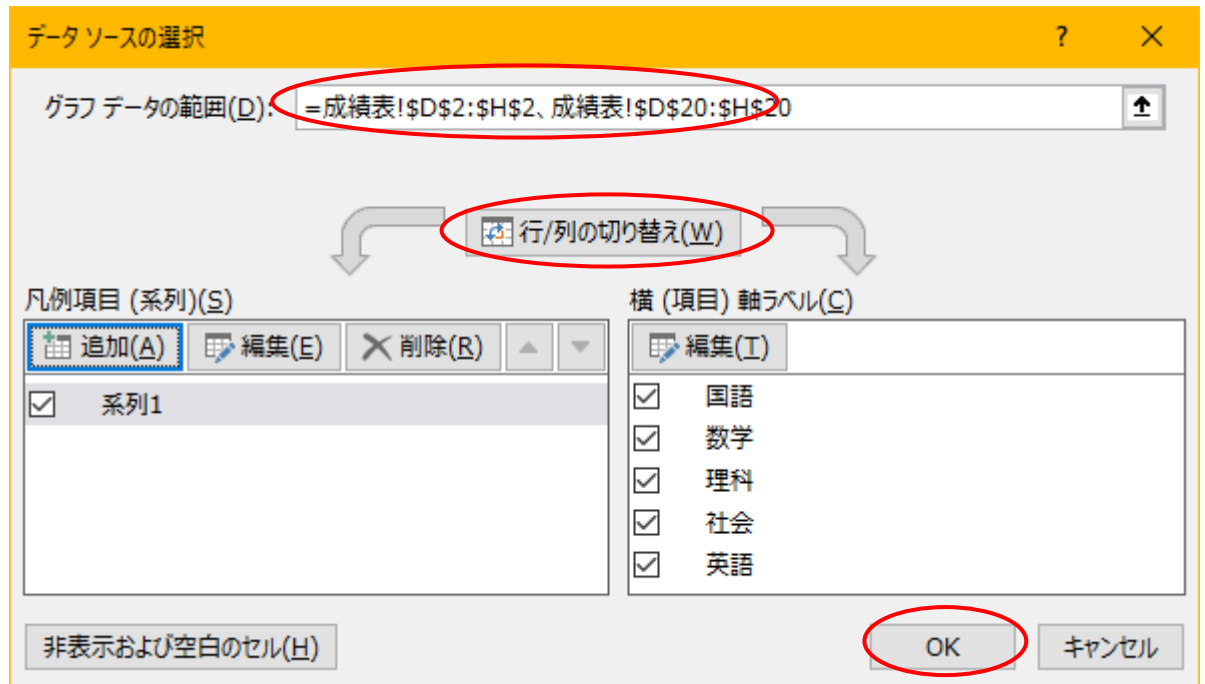 データ ソースの選択 ?
グラフ データの範囲(D): =成績表!$D$2:$H$2、成績表!$D$20:$H$20
行/列の切り替え(W)
凡例項目 (系列)(S)
追加(A) 編集(E) 削除(R)
系列1
横 (項目) 軸ラベル(C)
編集(T)
国語
数学
理科
社会
英語
非表示および空白のセル(H) OK キャンセル